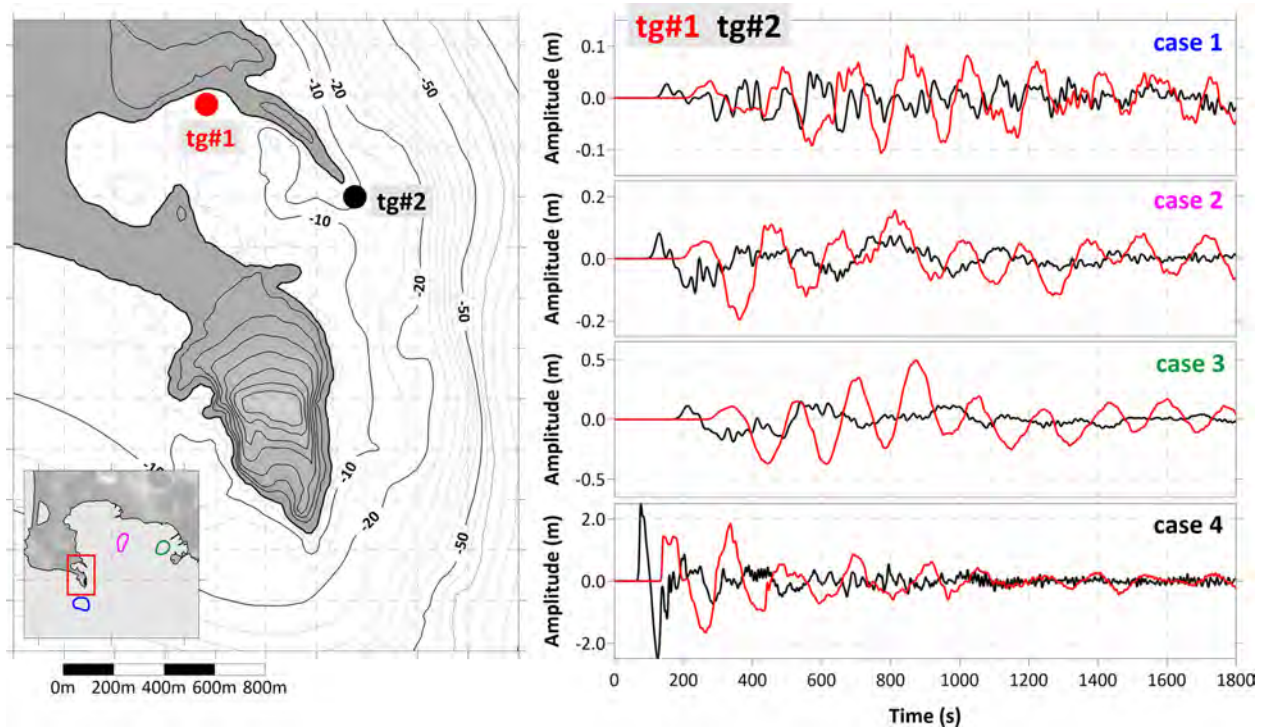 -10
-20
-50
tg#1
tg#2
-10
-20
-50
-10
-10
-20
-50
0m 200m 400m 600m 800m
tg#1 tg#2
case 1
Amplitude (m)
0.1
0.0
-0.1
case 2
Amplitude (m)
0.2
0.0
-0.2
case 3
Amplitude (m)
0.5
0.0
-0.5
case 4
Amplitude (m)
2.0
0.0
-2.0
0 200 400 600 800 1000 1200 1400 1600 1800
Time (s)